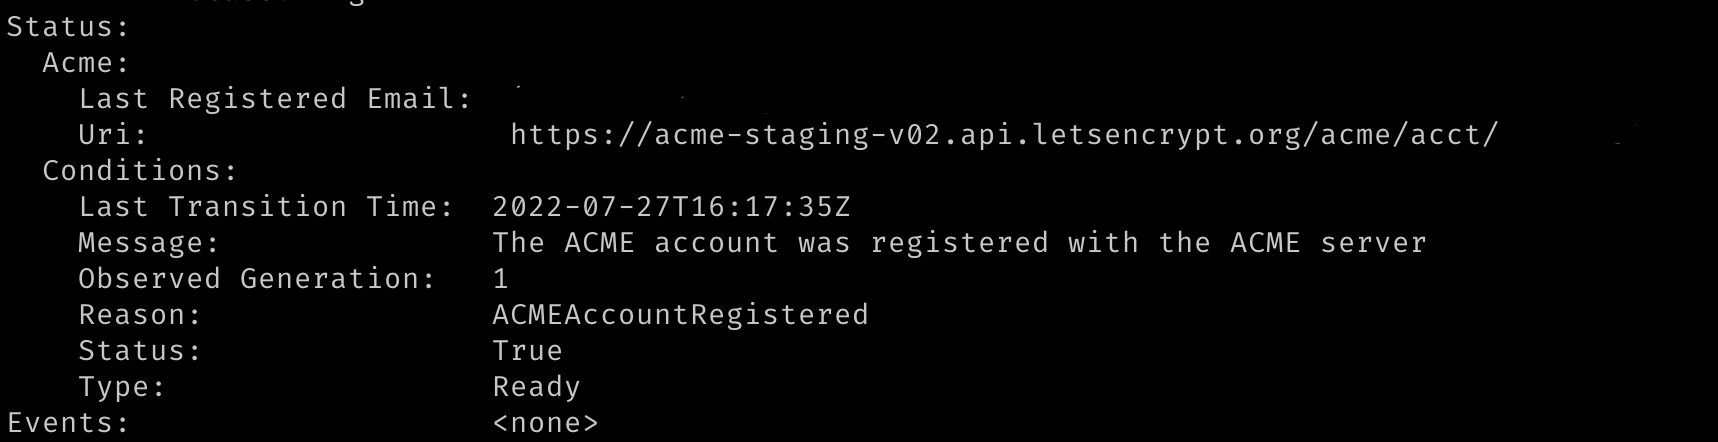 Status:
  Acme:
    Last Registered Email:
    Uri:                    https://acme-staging-v02.api.letsencrypt.org/acme/acct/
  Conditions:
    Last Transition Time:  2022-07-27T16:17:35Z
    Message:               The ACME account was registered with the ACME server
    Observed Generation:   1
    Reason:                ACMEAccountRegistered
    Status:                True
    Type:                  Ready
Events:                    <none>